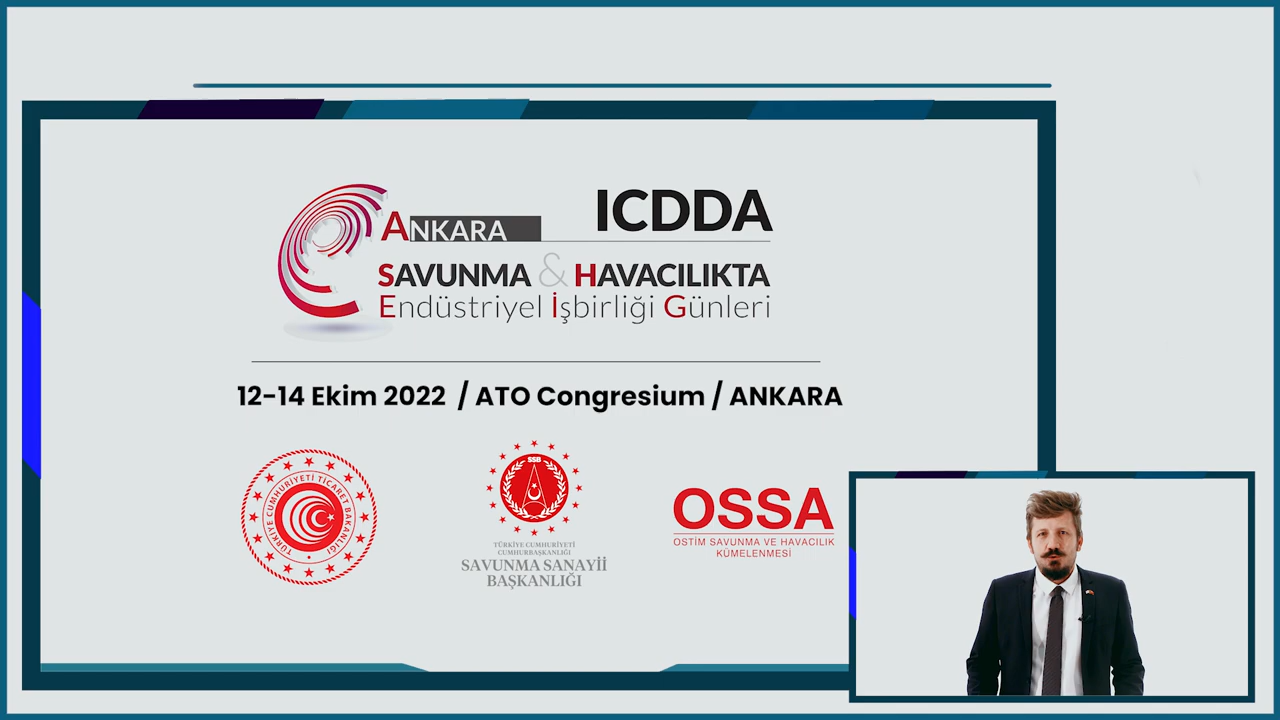 ANKARA ICDDA
SAVUNMA & HAVACILIKTA
Endüstriyel İşbirliği Günleri
12-14 Ekim 2022 / ATO Congresium / ANKARA
TÜRKİYE CUMHURİYETİ TİCARET BAKANLIĞI
SSB
TÜRKİYE CUMHURİYETİ
CUMHURBAŞKANLIĞI
SAVUNMA SANAYİİ
BAŞKANLIĞI
OSSA
OSTİM SAVUNMA VE HAVACILIK
KÜMELENMESİ